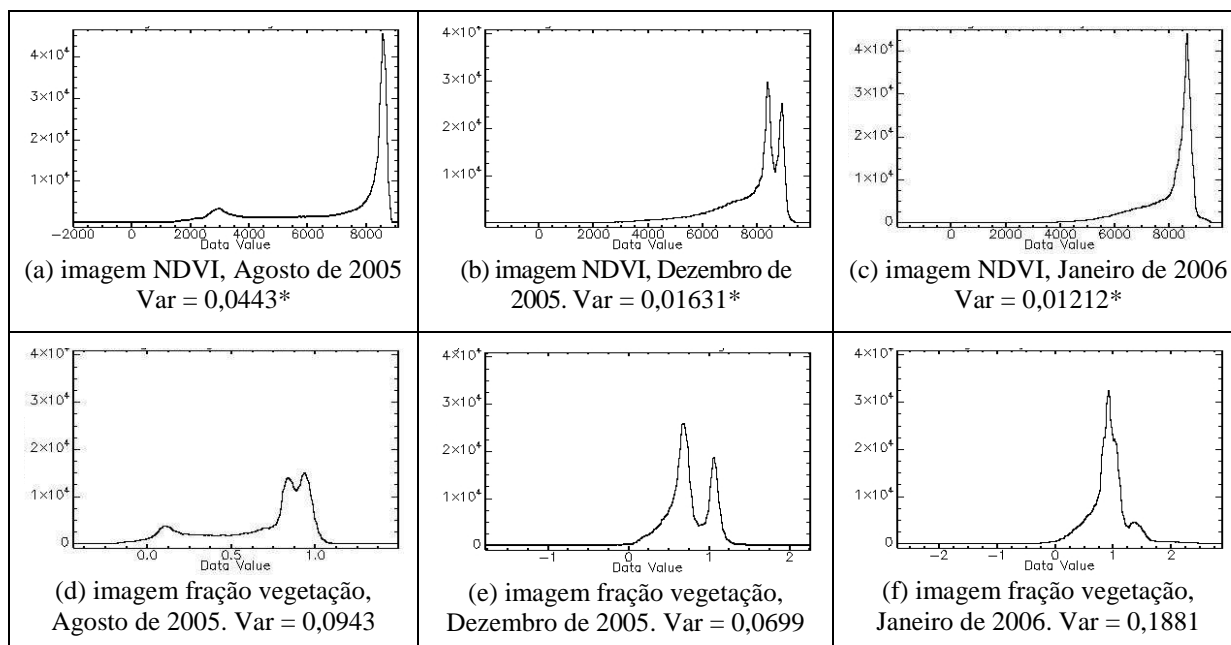 4×10⁴
3×10⁴
2×10⁴
1×10⁴
−2000 0 2000 4000 6000 8000
Data Value
(a) imagem NDVI, Agosto de 2005
Var = 0,0443*
4×10⁴
3×10⁴
2×10⁴
1×10⁴
0
0 2000 4000 6000 8000
Data Value
(b) imagem NDVI, Dezembro de
2005. Var = 0,01631*
4×10⁴
3×10⁴
2×10⁴
1×10⁴
0
0 2000 4000 6000 8000
Data Value
(c) imagem NDVI, Janeiro de 2006
Var = 0,01212*
4×10⁴
3×10⁴
2×10⁴
1×10⁴
0
0.0 0.5 1.0
Data Value
(d) imagem fração vegetação,
Agosto de 2005. Var = 0,0943
4×10⁴
3×10⁴
2×10⁴
1×10⁴
0
−1 0 1 2
Data Value
(e) imagem fração vegetação,
Dezembro de 2005. Var = 0,0699
4×10⁴
3×10⁴
2×10⁴
1×10⁴
0
−2 −1 0 1 2
Data Value
(f) imagem fração vegetação,
Janeiro de 2006. Var = 0,1881